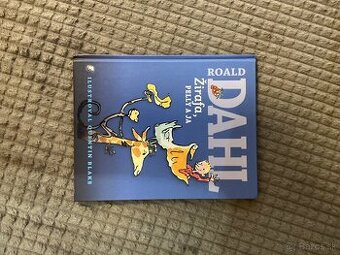 ROALD
DAHL
Žirafa,
PELLY A JA
ILUSTROVAL QUENTIN BLAKE